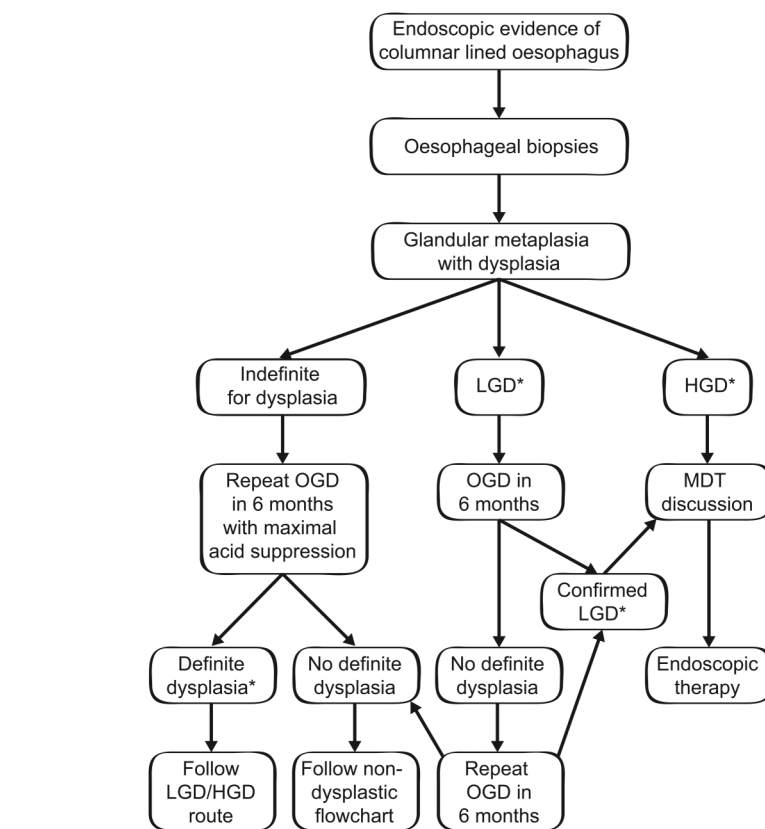 Endoscopic evidence of
columnar lined oesophagus
Oesophageal biopsies
Glandular metaplasia
with dysplasia
Indefinite
for dysplasia
LGD*
HGD*
Repeat OGD
in 6 months
with maximal
acid suppression
OGD in
6 months
MDT
discussion
Confirmed
LGD*
Definite
dysplasia*
No definite
dysplasia
No definite
dysplasia
Endoscopic
therapy
Follow
LGD/HGD
route
Follow non-
dysplastic
flowchart
Repeat
OGD in
6 months